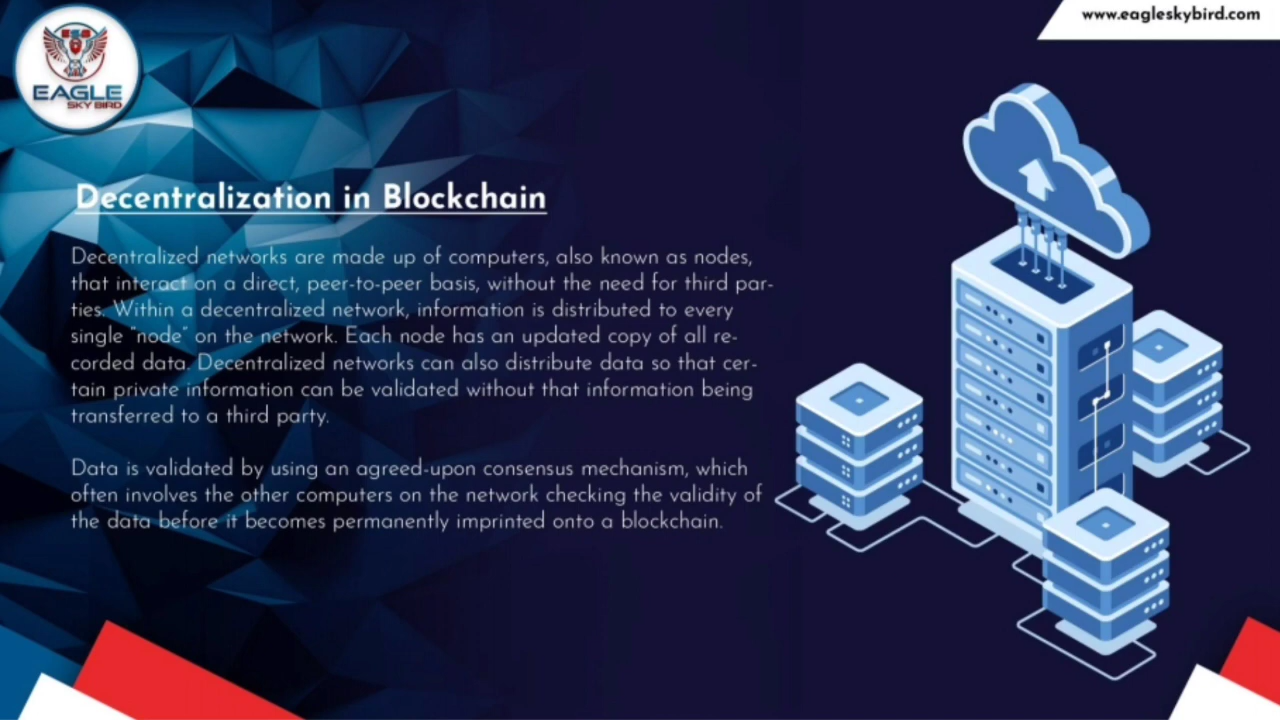 www.eagleskybird.com
EAGLE
SKY BIRD
Decentralization in Blockchain
Decentralized networks are made up of computers, also known as nodes,
that interact on a direct, peer-to-peer basis, without the need for third par-
ties. Within a decentralized network, information is distributed to every
single "node" on the network. Each node has an updated copy of all re-
corded data. Decentralized networks can also distribute data so that cer-
tain private information can be validated without that information being
transferred to a third party.
Data is validated by using an agreed-upon consensus mechanism, which
often involves the other computers on the network checking the validity of
the data before it becomes permanently imprinted onto a blockchain.